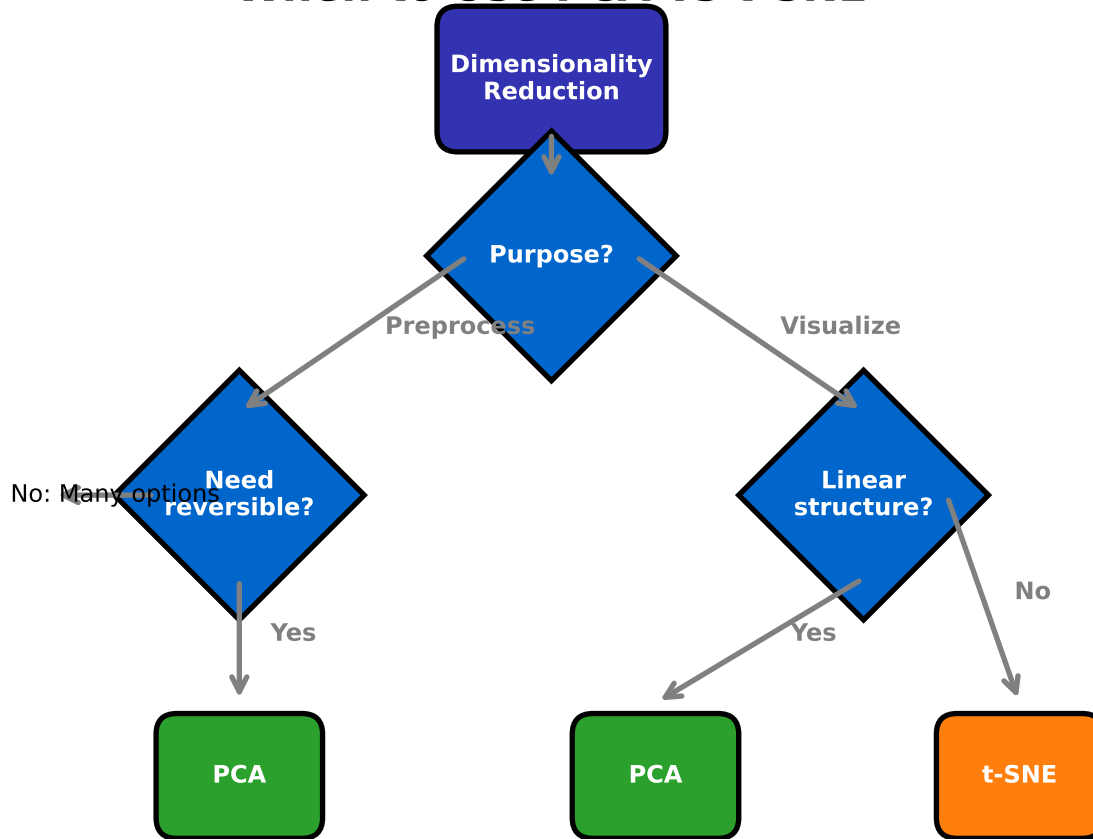 Dimensionality
Reduction
Purpose?
Preprocess
Visualize
Need
reversible?
No: Many options
Linear
structure?
Yes
Yes
No
PCA
PCA
t-SNE